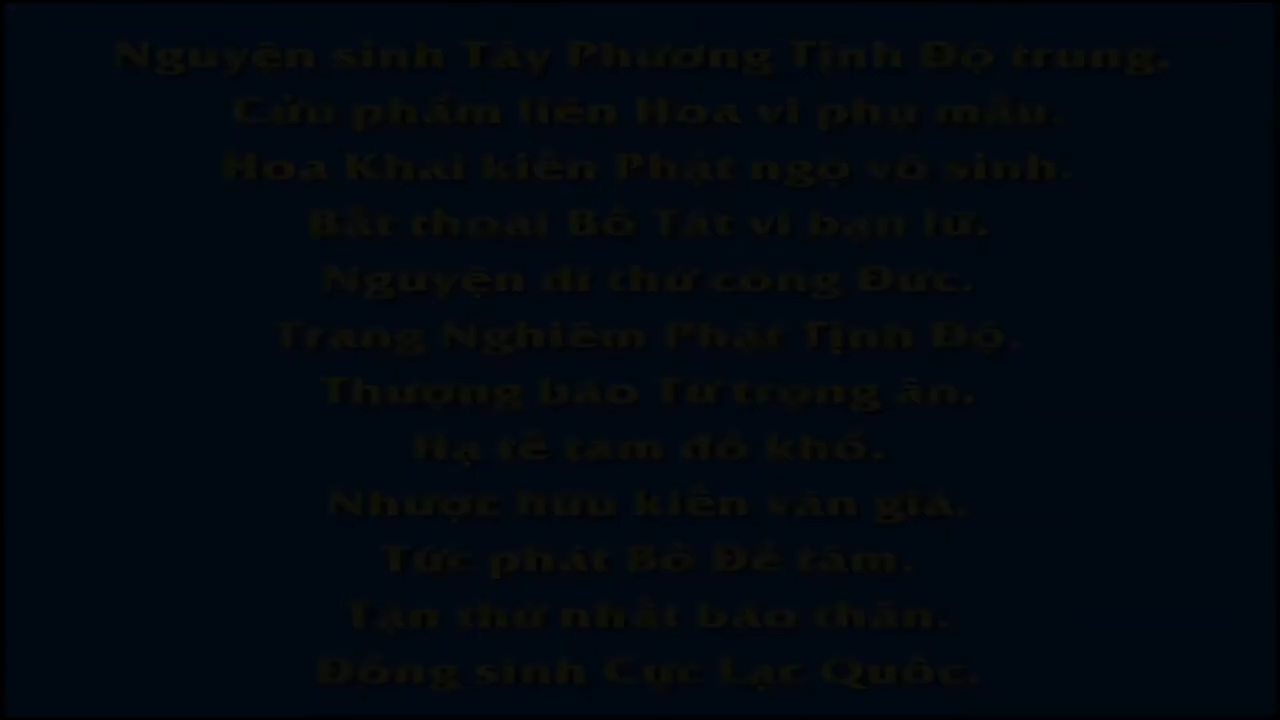 Nguyện sinh Tây Phương Tịnh Độ trung.
Cửu phẩm liên Hoa vi phụ mẫu.
Hoa Khai kiến Phật ngộ vô sinh.
Bất thoái Bồ Tát vi bạn lữ.
Nguyện dĩ thử công Đức.
Trang Nghiêm Phật Tịnh Độ.
Thượng báo Tứ trọng ân.
Hạ tế tam đồ khổ.
Nhược hữu kiến văn giả.
Tức phát Bồ Đề tâm.
Tận thử nhất báo thân.
Đồng sinh Cực Lạc Quốc.